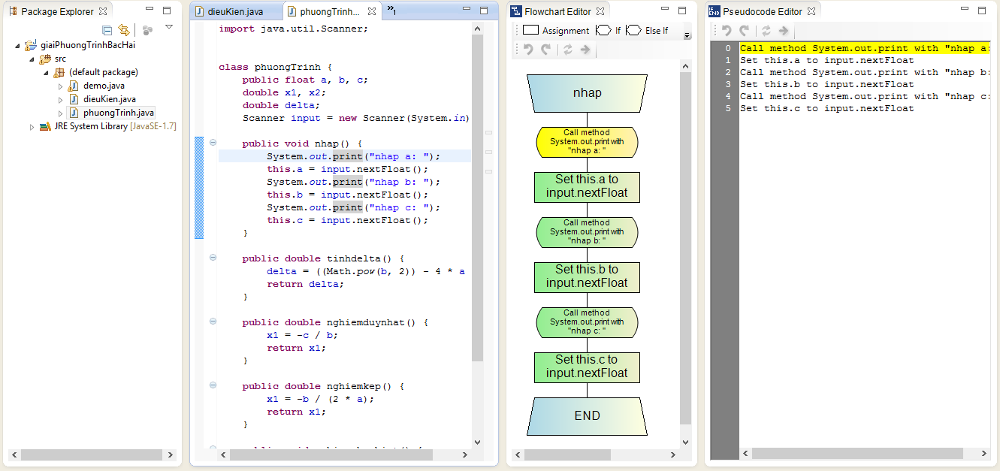 Package Explorer
giaiPhuongTrinhBacHai
src
(default package)
demo.java
dieuKien.java
phuongTrinh.java
JRE System Library [JavaSE-1.7]
dieuKien.java
phuongTrinh...
»1
import java.util.Scanner;
class phuongTrinh {
public float a, b, c;
double x1, x2;
double delta;
Scanner input = new Scanner(System.in)
public void nhap() {
System.out.print("nhap a: ");
this.a = input.nextFloat();
System.out.print("nhap b: ");
this.b = input.nextFloat();
System.out.print("nhap c: ");
this.c = input.nextFloat();
}
public double tinhdelta() {
delta = ((Math.pow(b, 2)) - 4 * a
return delta;
}
public double nghiemduynhat() {
x1 = -c / b;
return x1;
}
public double nghiemkep() {
x1 = -b / (2 * a);
return x1;
}
Flowchart Editor
Assignment If Else If
nhap
Call method
System.out.print with
"nhap a: "
Set this.a to
input.nextFloat
Call method
System.out.print with
"nhap b: "
Set this.b to
input.nextFloat
Call method
System.out.print with
"nhap c: "
Set this.c to
input.nextFloat
END
IF
END
Pseudocode Editor
0 Call method System.out.print with "nhap a:
1 Set this.a to input.nextFloat
2 Call method System.out.print with "nhap b:
3 Set this.b to input.nextFloat
4 Call method System.out.print with "nhap c:
5 Set this.c to input.nextFloat